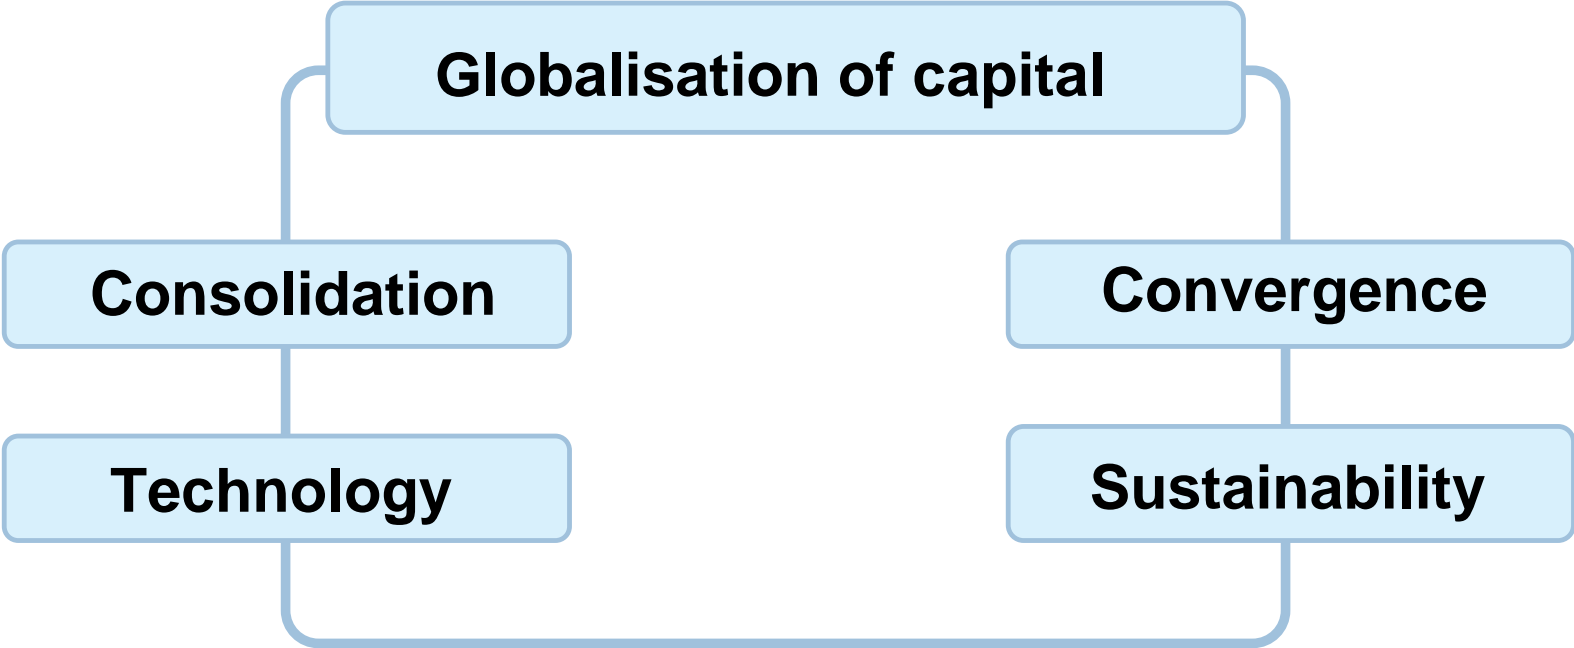 Globalisation of capital
Consolidation
Convergence
Technology
Sustainability